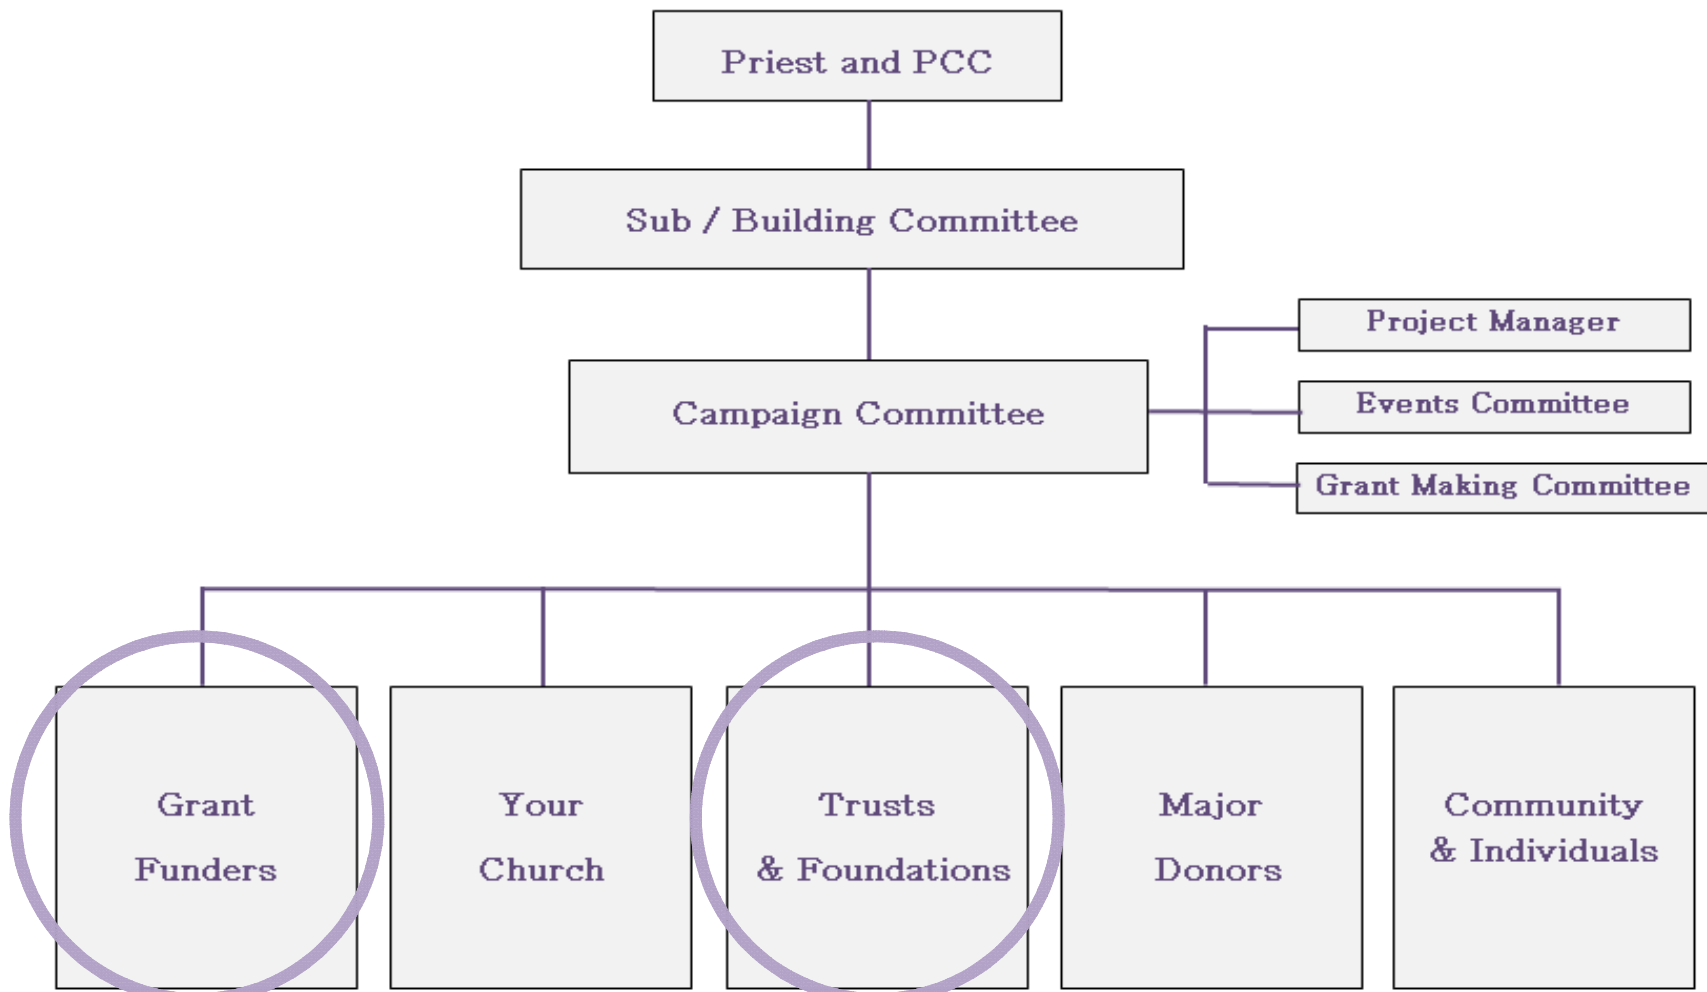 Priest and PCC
Sub / Building Committee
Project Manager
Campaign Committee
Events Committee
Grant Making Committee
Grant
Funders
Your
Church
Trusts
& Foundations
Major
Donors
Community
& Individuals